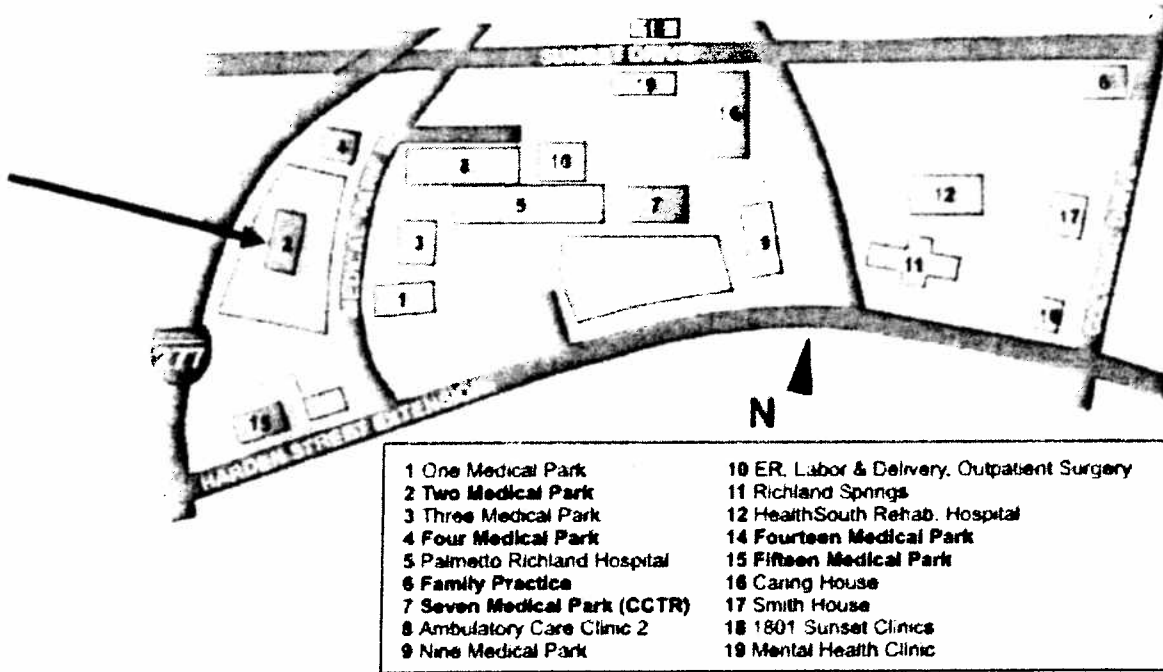 19
16
6
4
8
10
12
5
7
17
2
3
9
11
1
277
15
HARDEN STREET EXTENSION
N
1 One Medical Park
2 Two Medical Park
3 Three Medical Park
4 Four Medical Park
5 Palmetto Richland Hospital
6 Family Practice
7 Seven Medical Park (CCTR)
8 Ambulatory Care Clinic 2
9 Nine Medical Park
10 ER, Labor & Delivery, Outpatient Surgery
11 Richland Springs
12 HealthSouth Rehab. Hospital
14 Fourteen Medical Park
15 Fifteen Medical Park
16 Caring House
17 Smith House
18 1801 Sunset Clinics
19 Mental Health Clinic